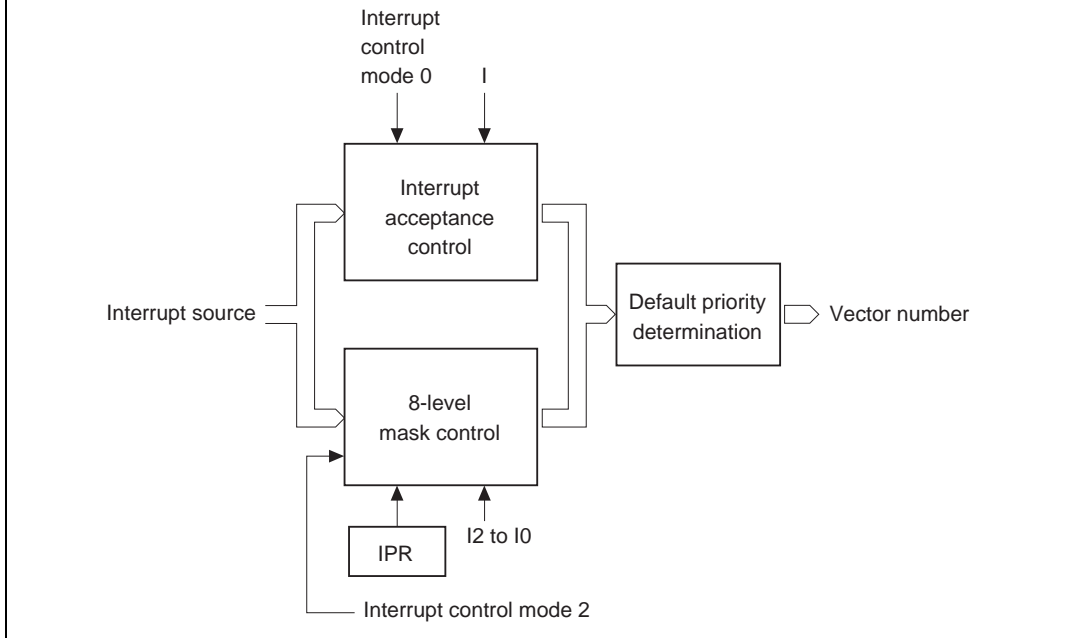 Interrupt
control
mode 0
I
Interrupt
acceptance
control
Interrupt source
Default priority
determination
Vector number
8-level
mask control
IPR
I2 to I0
Interrupt control mode 2